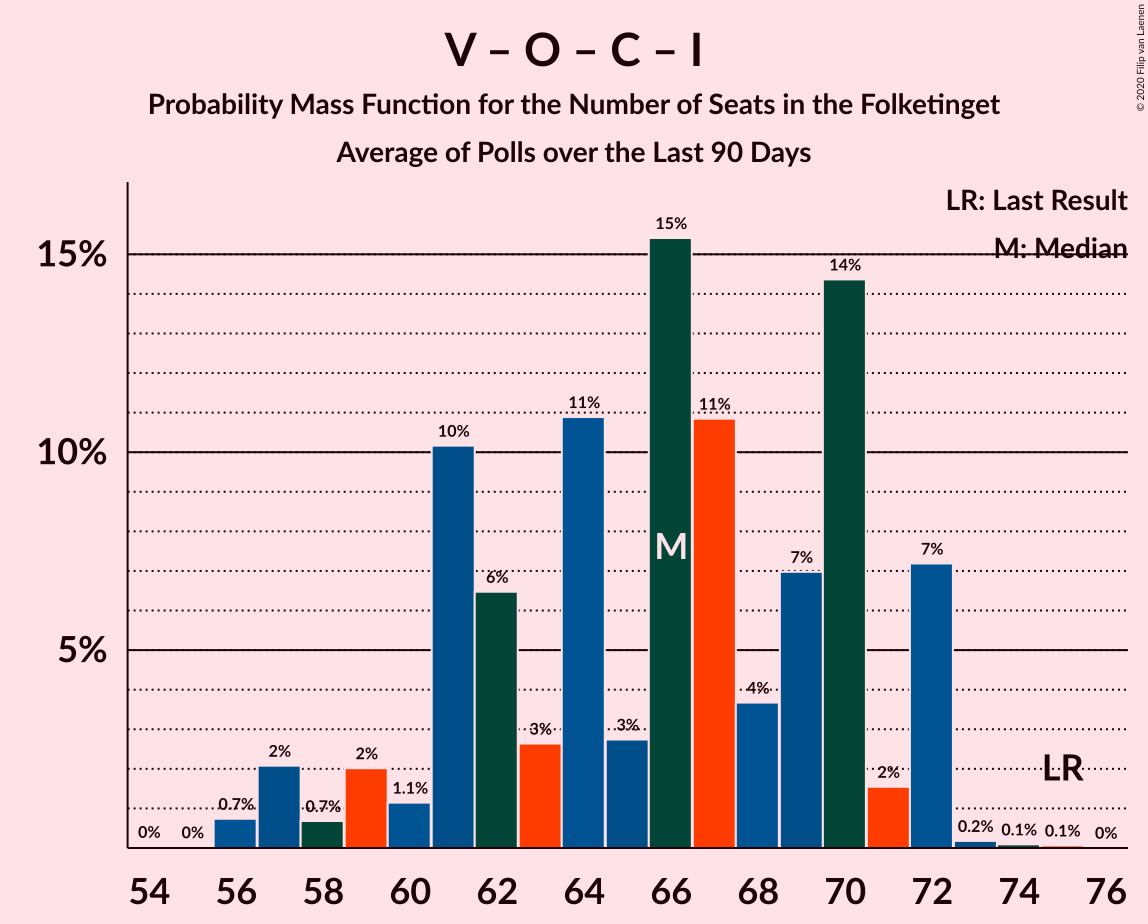 V – O – C – I
Probability Mass Function for the Number of Seats in the Folketinget
Average of Polls over the Last 90 Days
© 2020 Filip van Laenen
LR: Last Result
M: Median
15%
10%
5%
0%
0%
0.7%
2%
0.7%
2%
1.1%
10%
6%
3%
11%
3%
15%
11%
4%
7%
14%
2%
7%
0.2%
0.1%
0.1%
0%
M
LR
54 56 58 60 62 64 66 68 70 72 74 76